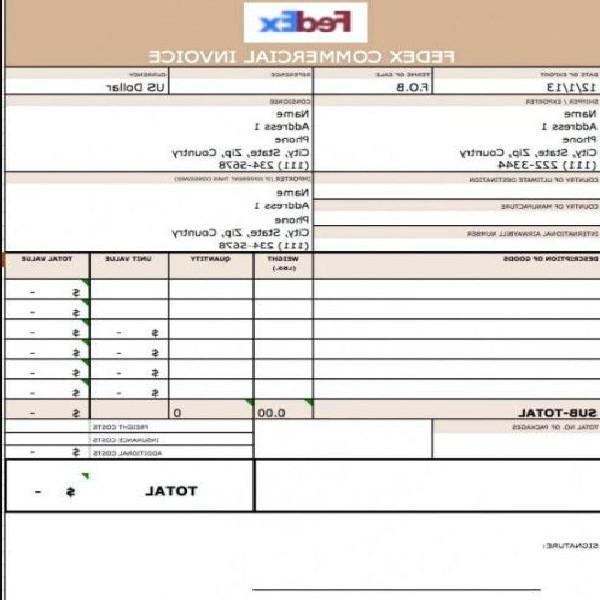 FedEx
FEDEX COMMERCIAL INVOICE
DATE OF EXPORT
TERMS OF SALE:
REFERENCE
CURRENCY
12/1/13
F.O.B
US Dollar
SHIPPER / EXPORTER
Name
Address 1
Phone
City, State, Zip, Country
(111) 222-3344
CONSIGNEE
Name
Address 1
Phone
City, State, Zip, Country
(111) 234-5678
COUNTRY OF ULTIMATE DESTINATION
COUNTRY OF MANUFACTURE
INTERNATIONAL AIRWAYBILL NUMBER
IMPORTER (IF DIFFERENT THAN CONSIGNEE)
Name
Address 1
Phone
City, State, Zip, Country
(111) 234-5678
DESCRIPTION OF GOODS
WEIGHT
(LBS.)
QUANTITY
UNIT VALUE
TOTAL VALUE
$ -
$ -
$ - $ -
$ - $ -
$ - $ -
$ - $ -
SUB-TOTAL 0.00 0 $ -
TOTAL NO. OF PACKAGES
FREIGHT COSTS
INSURANCE COSTS
ADDITIONAL COSTS $ -
TOTAL $ -
SIGNATURE: